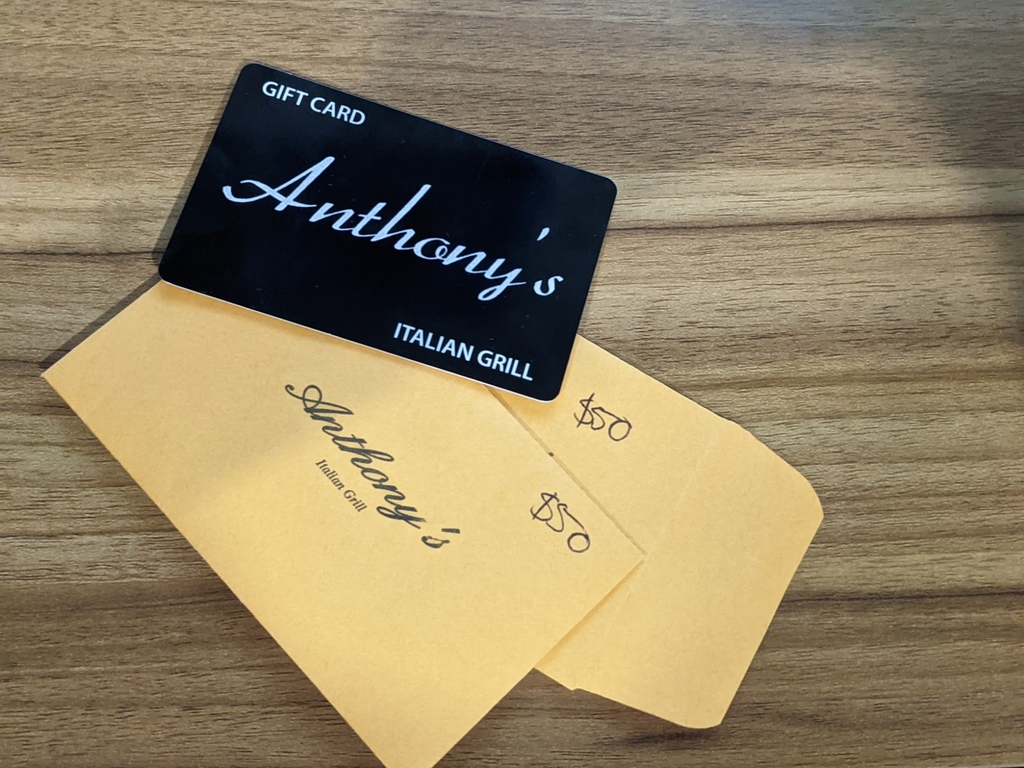 GIFT CARD
Anthony's
ITALIAN GRILL
$50
Anthony's
Italian Grill
$50